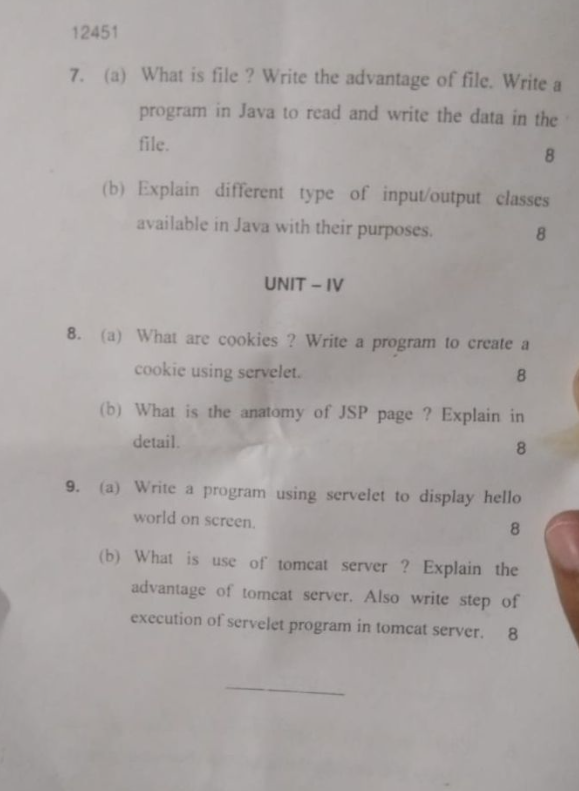 12451
7. (a) What is file ? Write the advantage of file. Write a
program in Java to read and write the data in the
file. 8
(b) Explain different type of input/output classes
available in Java with their purposes. 8
UNIT – IV
8. (a) What are cookies ? Write a program to create a
cookie using servelet. 8
(b) What is the anatomy of JSP page ? Explain in
detail. 8
9. (a) Write a program using servelet to display hello
world on screen. 8
(b) What is use of tomcat server ? Explain the
advantage of tomcat server. Also write step of
execution of servelet program in tomcat server. 8